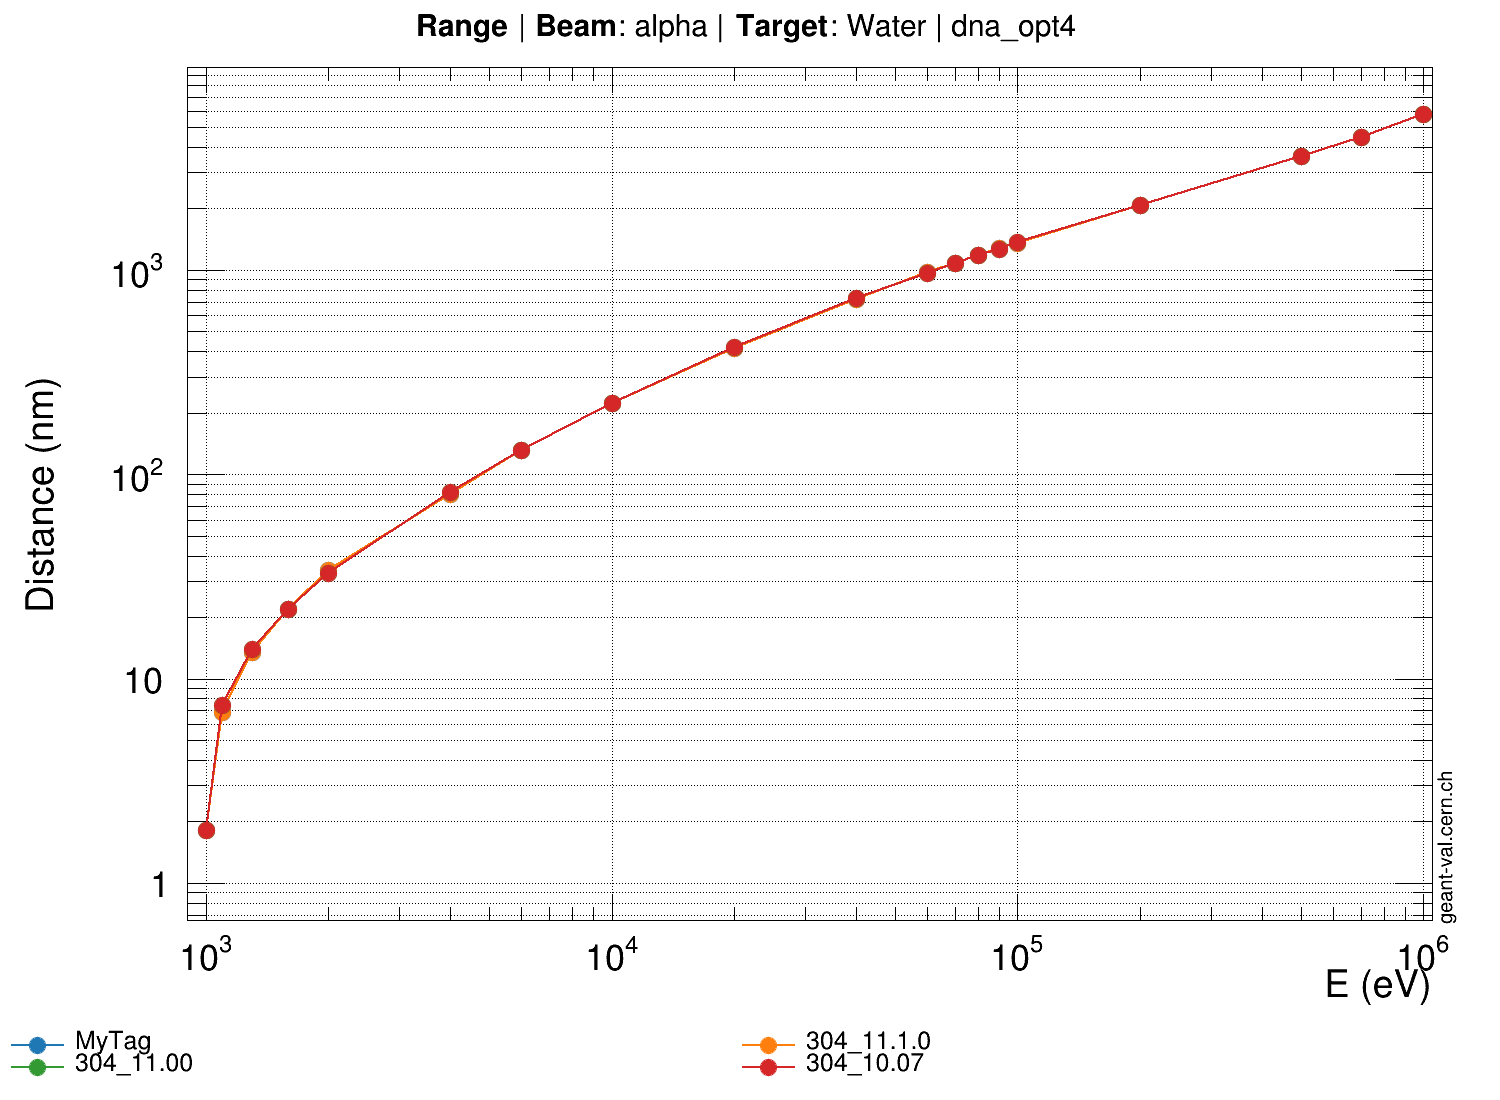 Range | Beam: alpha | Target: Water | dna_opt4
Distance (nm)
10³
10²
10
1
10³
10⁴
10⁵
10⁶
E (eV)
geant-val.cern.ch
MyTag
304_11.1.0
304_11.00
304_10.07